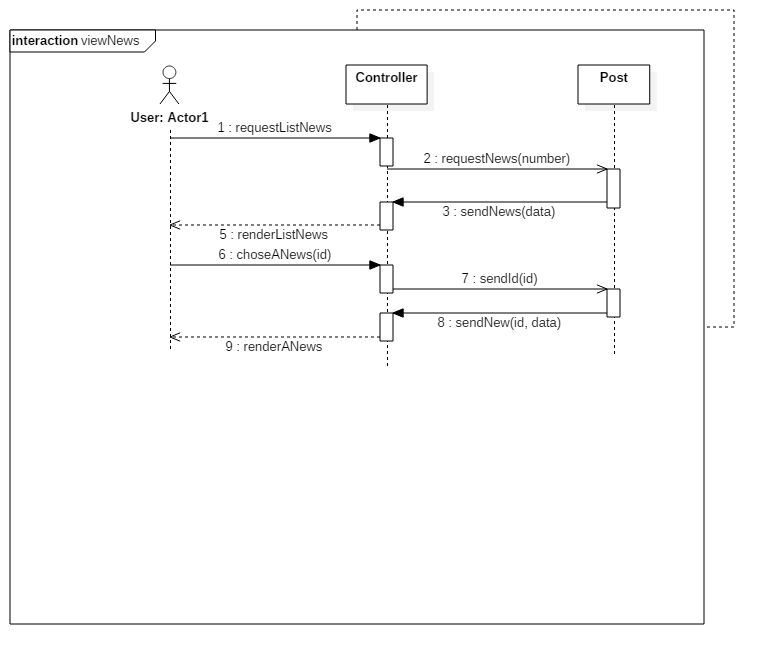 interaction viewNews
Controller
Post
User: Actor1
1 : requestListNews
2 : requestNews(number)
3 : sendNews(data)
5 : renderListNews
6 : choseANews(id)
7 : sendId(id)
8 : sendNew(id, data)
9 : renderANews